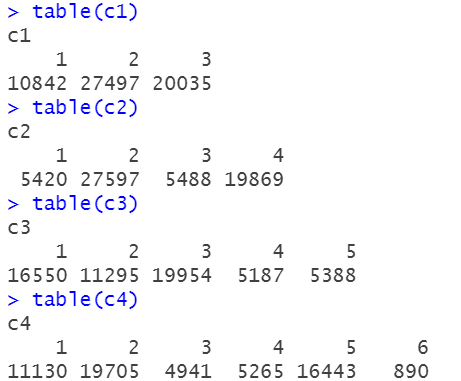 > table(c1)
c1
    1     2     3
10842 27497 20035
> table(c2)
c2
    1     2     3     4
 5420 27597  5488 19869
> table(c3)
c3
    1     2     3     4     5
16550 11295 19954  5187  5388
> table(c4)
c4
    1     2     3     4     5     6
11130 19705  4941  5265 16443   890